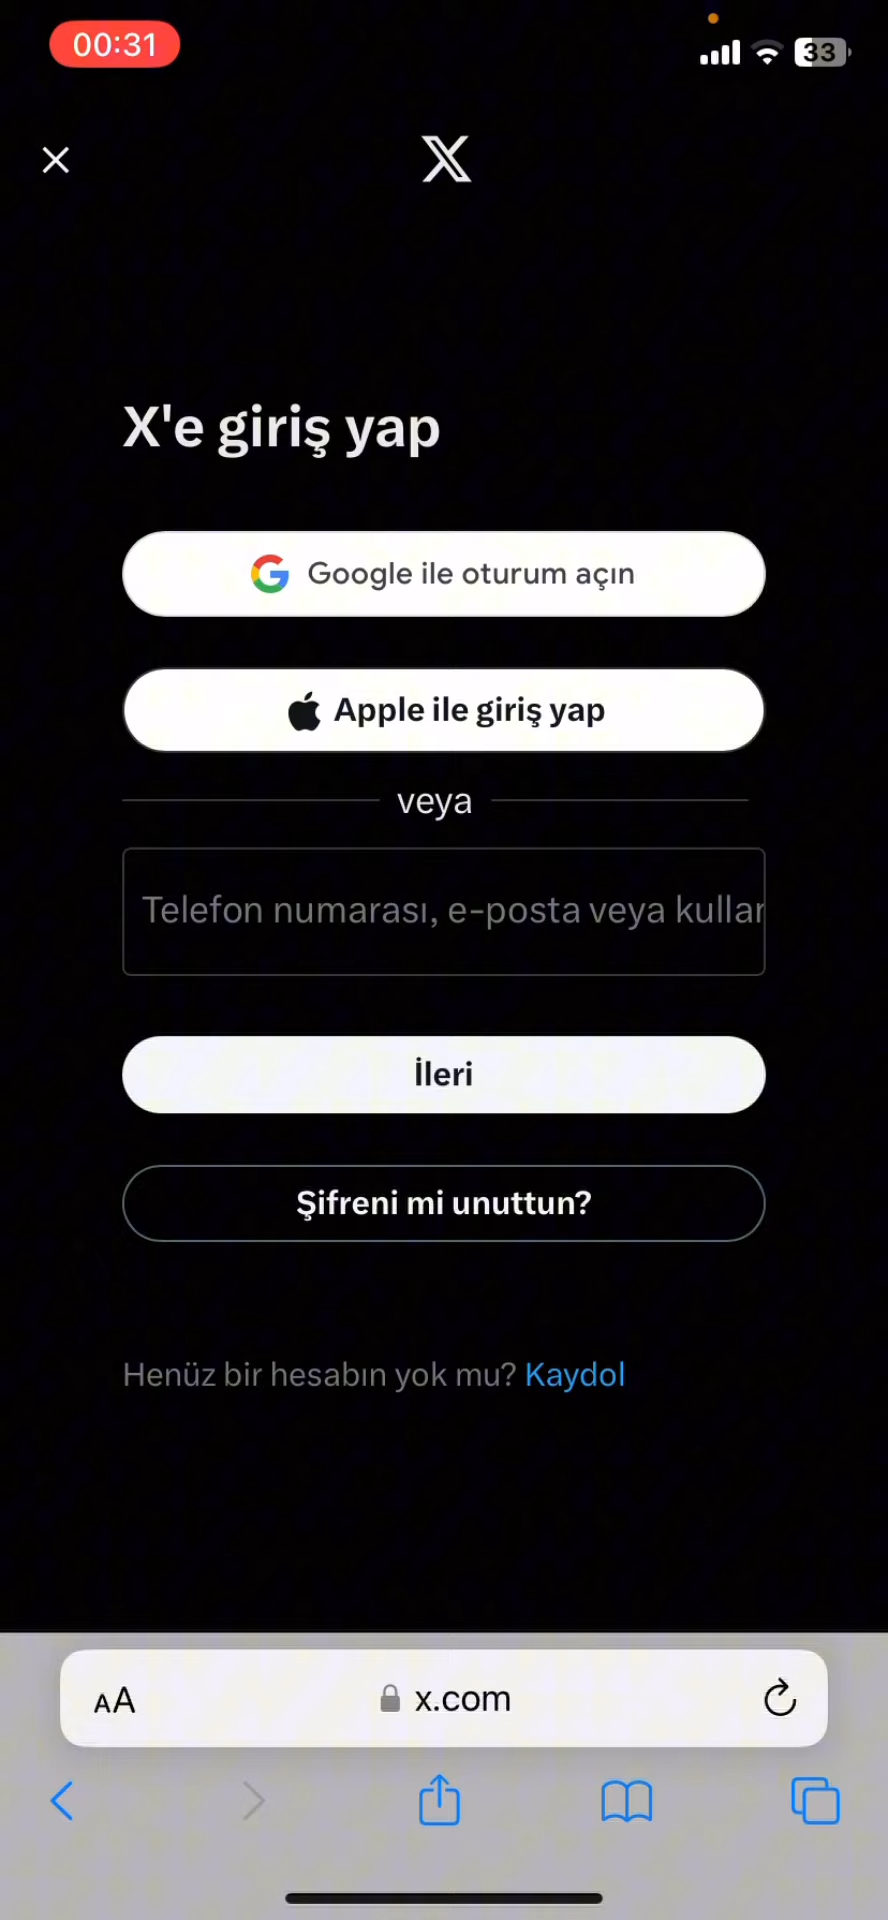 00:31
33
X'e giriş yap
Google ile oturum açın
Apple ile giriş yap
veya
Telefon numarası, e-posta veya kullar
İleri
Şifreni mi unuttun?
Henüz bir hesabın yok mu? Kaydol
AA x.com